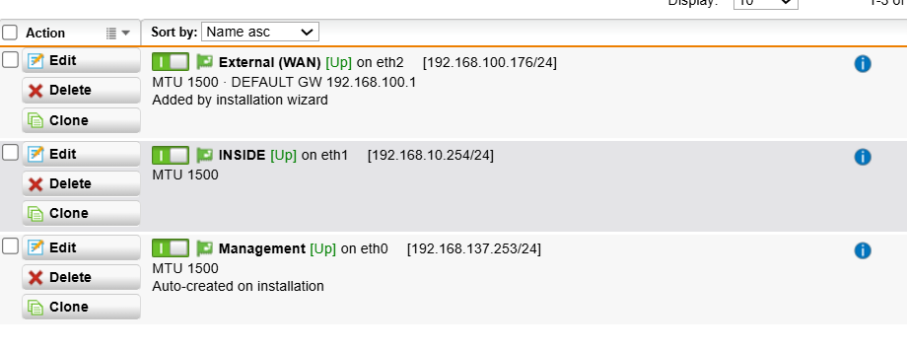 Display: 10 1-3 of
Action Sort by: Name asc
Edit External (WAN) [Up] on eth2 [192.168.100.176/24]
MTU 1500 · DEFAULT GW 192.168.100.1
Delete
Added by installation wizard
Clone
Edit INSIDE [Up] on eth1 [192.168.10.254/24]
MTU 1500
Delete
Clone
Edit Management [Up] on eth0 [192.168.137.253/24]
MTU 1500
Delete
Auto-created on installation
Clone